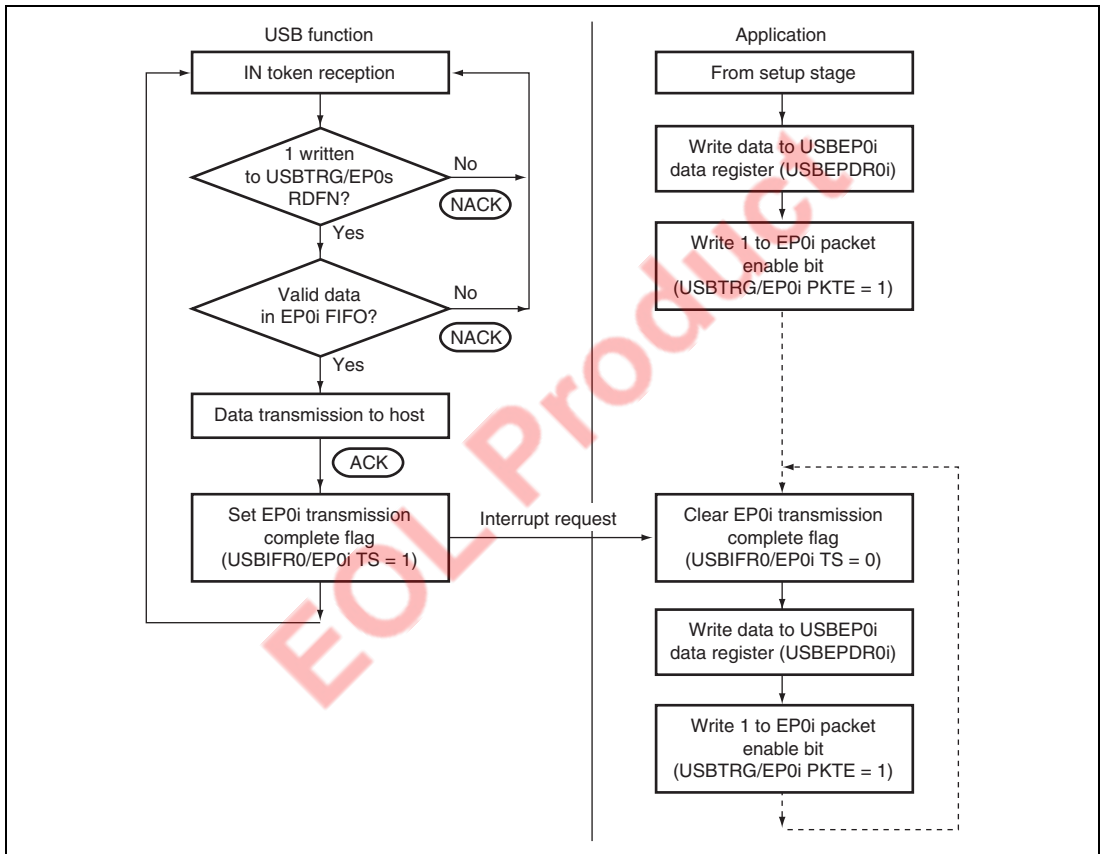 USB function
IN token reception
1 written
to USBTRG/EP0s
RDFN?
No
NACK
Yes
Valid data
in EP0i FIFO?
No
NACK
Yes
Data transmission to host
ACK
Set EP0i transmission
complete flag
(USBIFR0/EP0i TS = 1)
Interrupt request
Application
From setup stage
Write data to USBEP0i
data register (USBEPDR0i)
Write 1 to EP0i packet
enable bit
(USBTRG/EP0i PKTE = 1)
Clear EP0i transmission
complete flag
(USBIFR0/EP0i TS = 0)
Write data to USBEP0i
data register (USBEPDR0i)
Write 1 to EP0i packet
enable bit
(USBTRG/EP0i PKTE = 1)
EOL Product